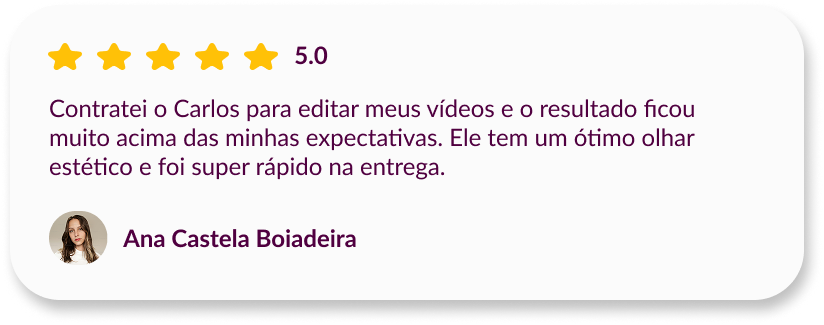 5.0
Contratei o Carlos para editar meus vídeos e o resultado ficou
muito acima das minhas expectativas. Ele tem um ótimo olhar
estético e foi super rápido na entrega.
Ana Castela Boiadeira